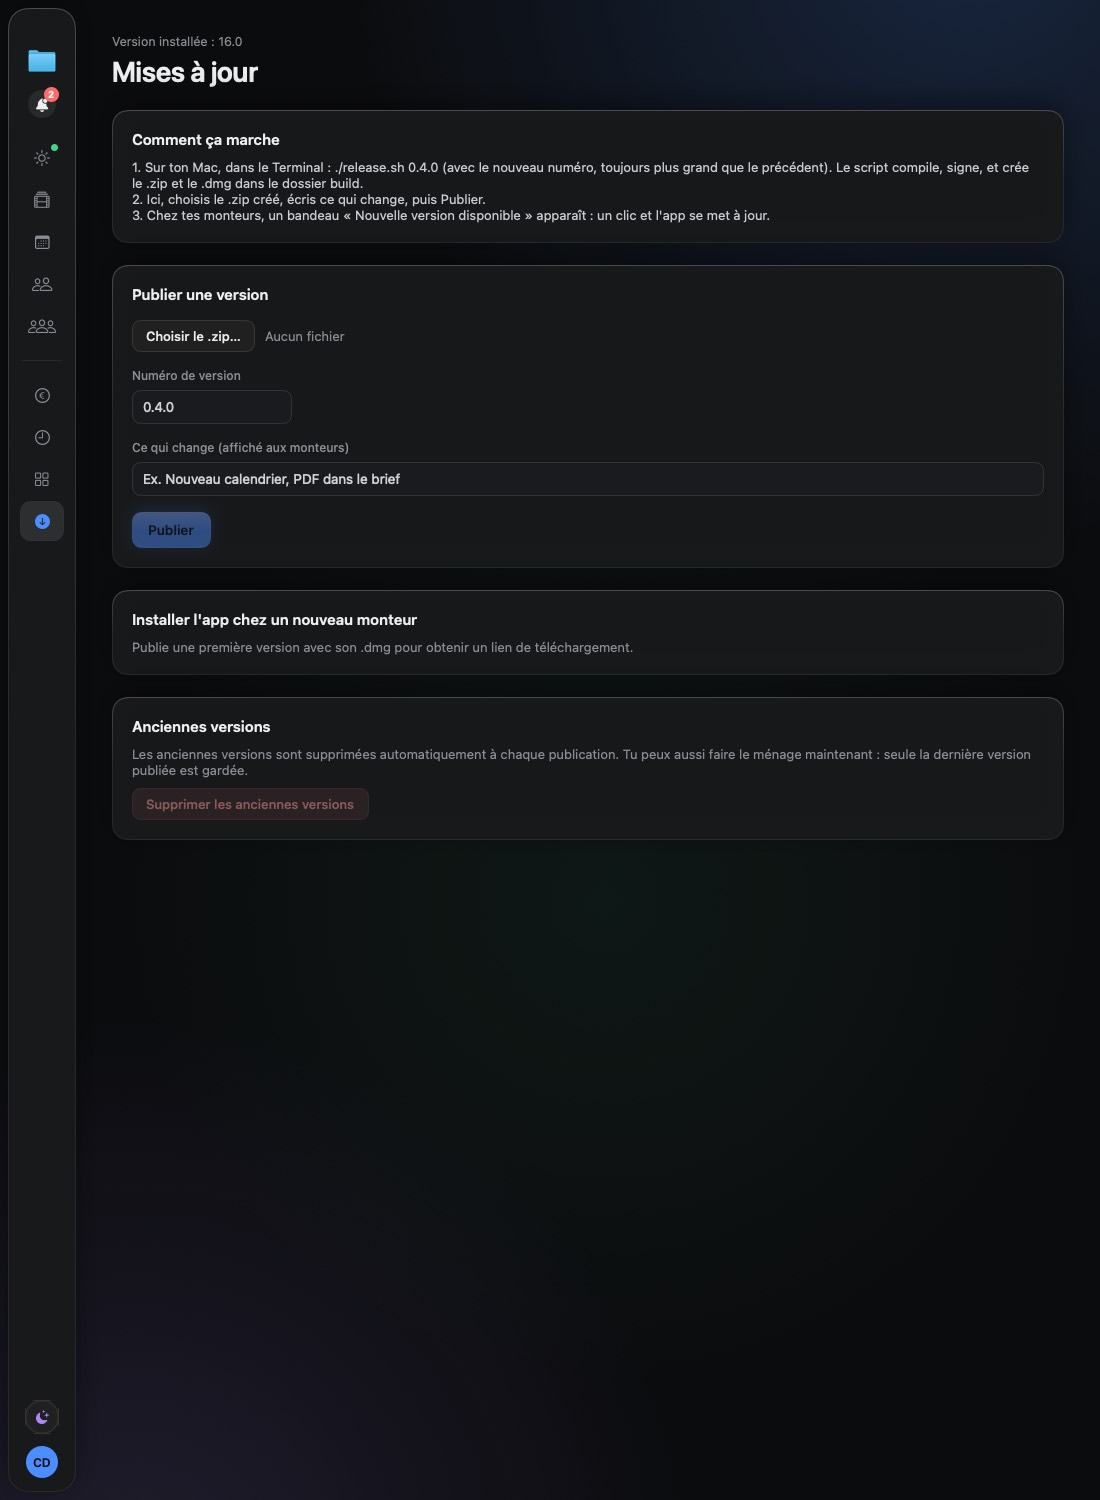 2
Version installée : 16.0
Mises à jour
Comment ça marche
1. Sur ton Mac, dans le Terminal : ./release.sh 0.4.0 (avec le nouveau numéro, toujours plus grand que le précédent). Le script compile, signe, et crée
le .zip et le .dmg dans le dossier build.
2. Ici, choisis le .zip créé, écris ce qui change, puis Publier.
3. Chez tes monteurs, un bandeau « Nouvelle version disponible » apparaît : un clic et l'app se met à jour.
Publier une version
Choisir le .zip... Aucun fichier
Numéro de version
0.4.0
Ce qui change (affiché aux monteurs)
Ex. Nouveau calendrier, PDF dans le brief
Publier
Installer l'app chez un nouveau monteur
Publie une première version avec son .dmg pour obtenir un lien de téléchargement.
Anciennes versions
Les anciennes versions sont supprimées automatiquement à chaque publication. Tu peux aussi faire le ménage maintenant : seule la dernière version
publiée est gardée.
Supprimer les anciennes versions
CD